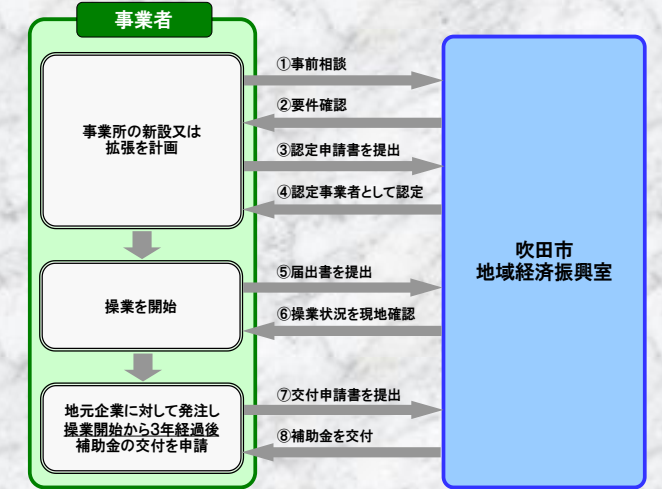 事業者
①事前相談
②要件確認
事業所の新設又は
拡張を計画
③認定申請書を提出
④認定事業者として認定
吹田市
地域経済振興室
⑤届出書を提出
操業を開始
⑥操業状況を現地確認
⑦交付申請書を提出
地元企業に対して発注し
操業開始から3年経過後
補助金の交付を申請
⑧補助金を交付